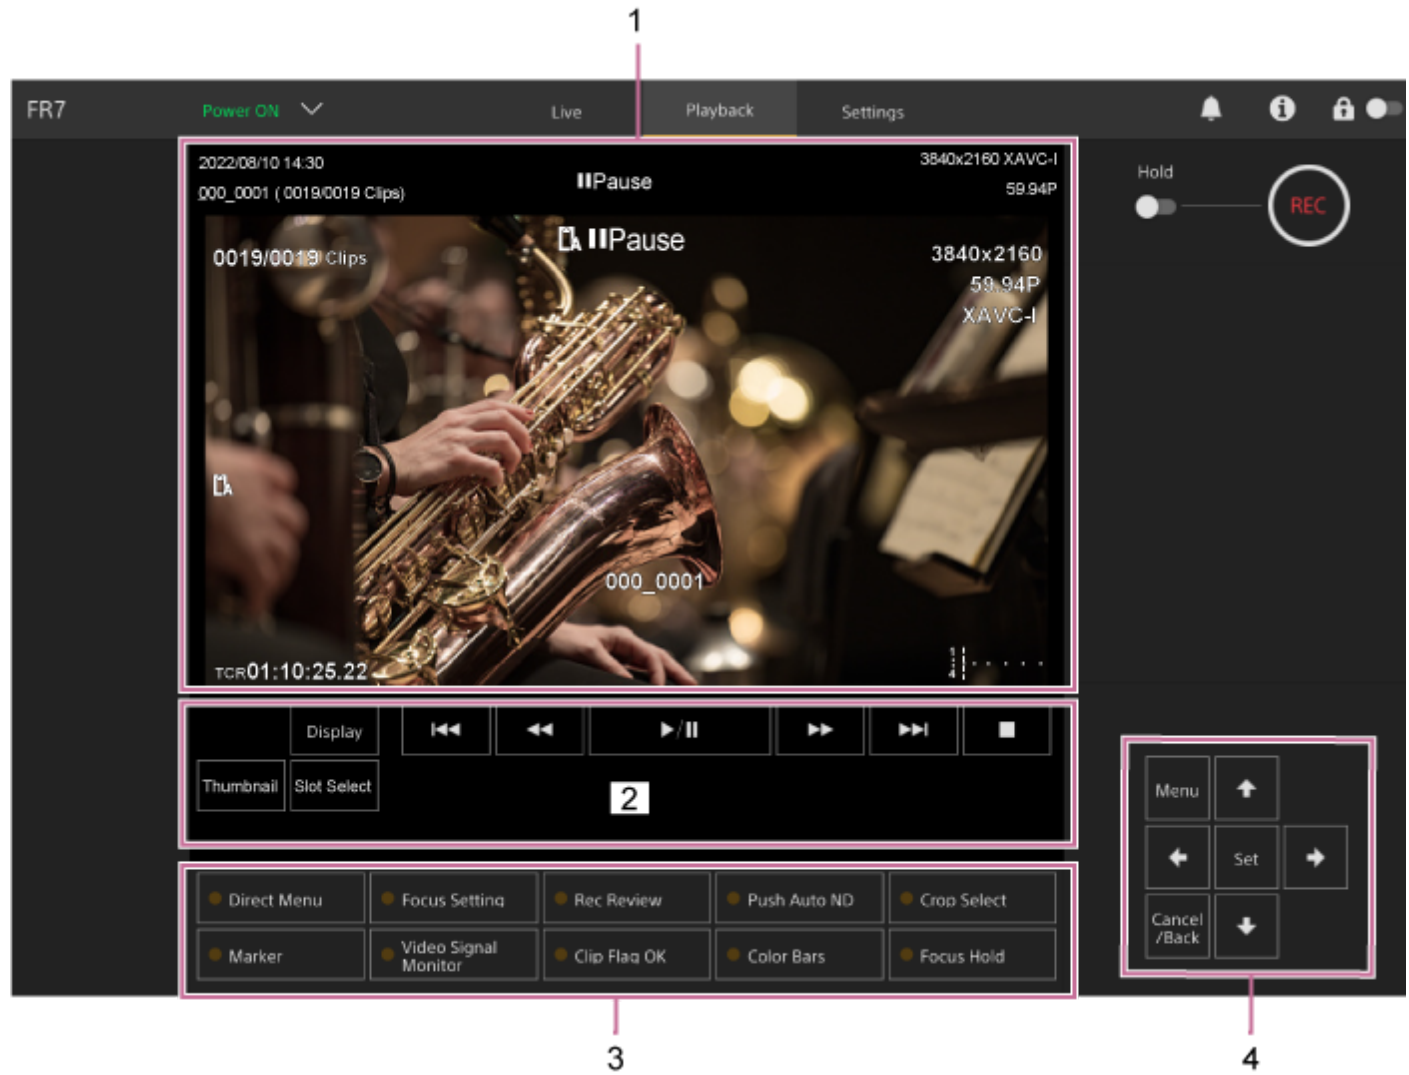 1
FR7 Power ON Live Playback Settings
2022/08/10 14:30 3840x2160 XAVC-I
000_0001 ( 0019/0019 Clips) Pause 59.94P
Hold
REC
0019/0019 Clips A Pause 3840x2160
59.94P
XAVC-I
A
000_0001
TCR01:10:25.22
1
4
Display
Thumbnail Slot Select
2
Direct Menu Focus Setting Rec Review Push Auto ND Crop Select
Marker Video Signal Monitor Clip Flag OK Color Bars Focus Hold
Menu
Set
Cancel
/Back
3
4